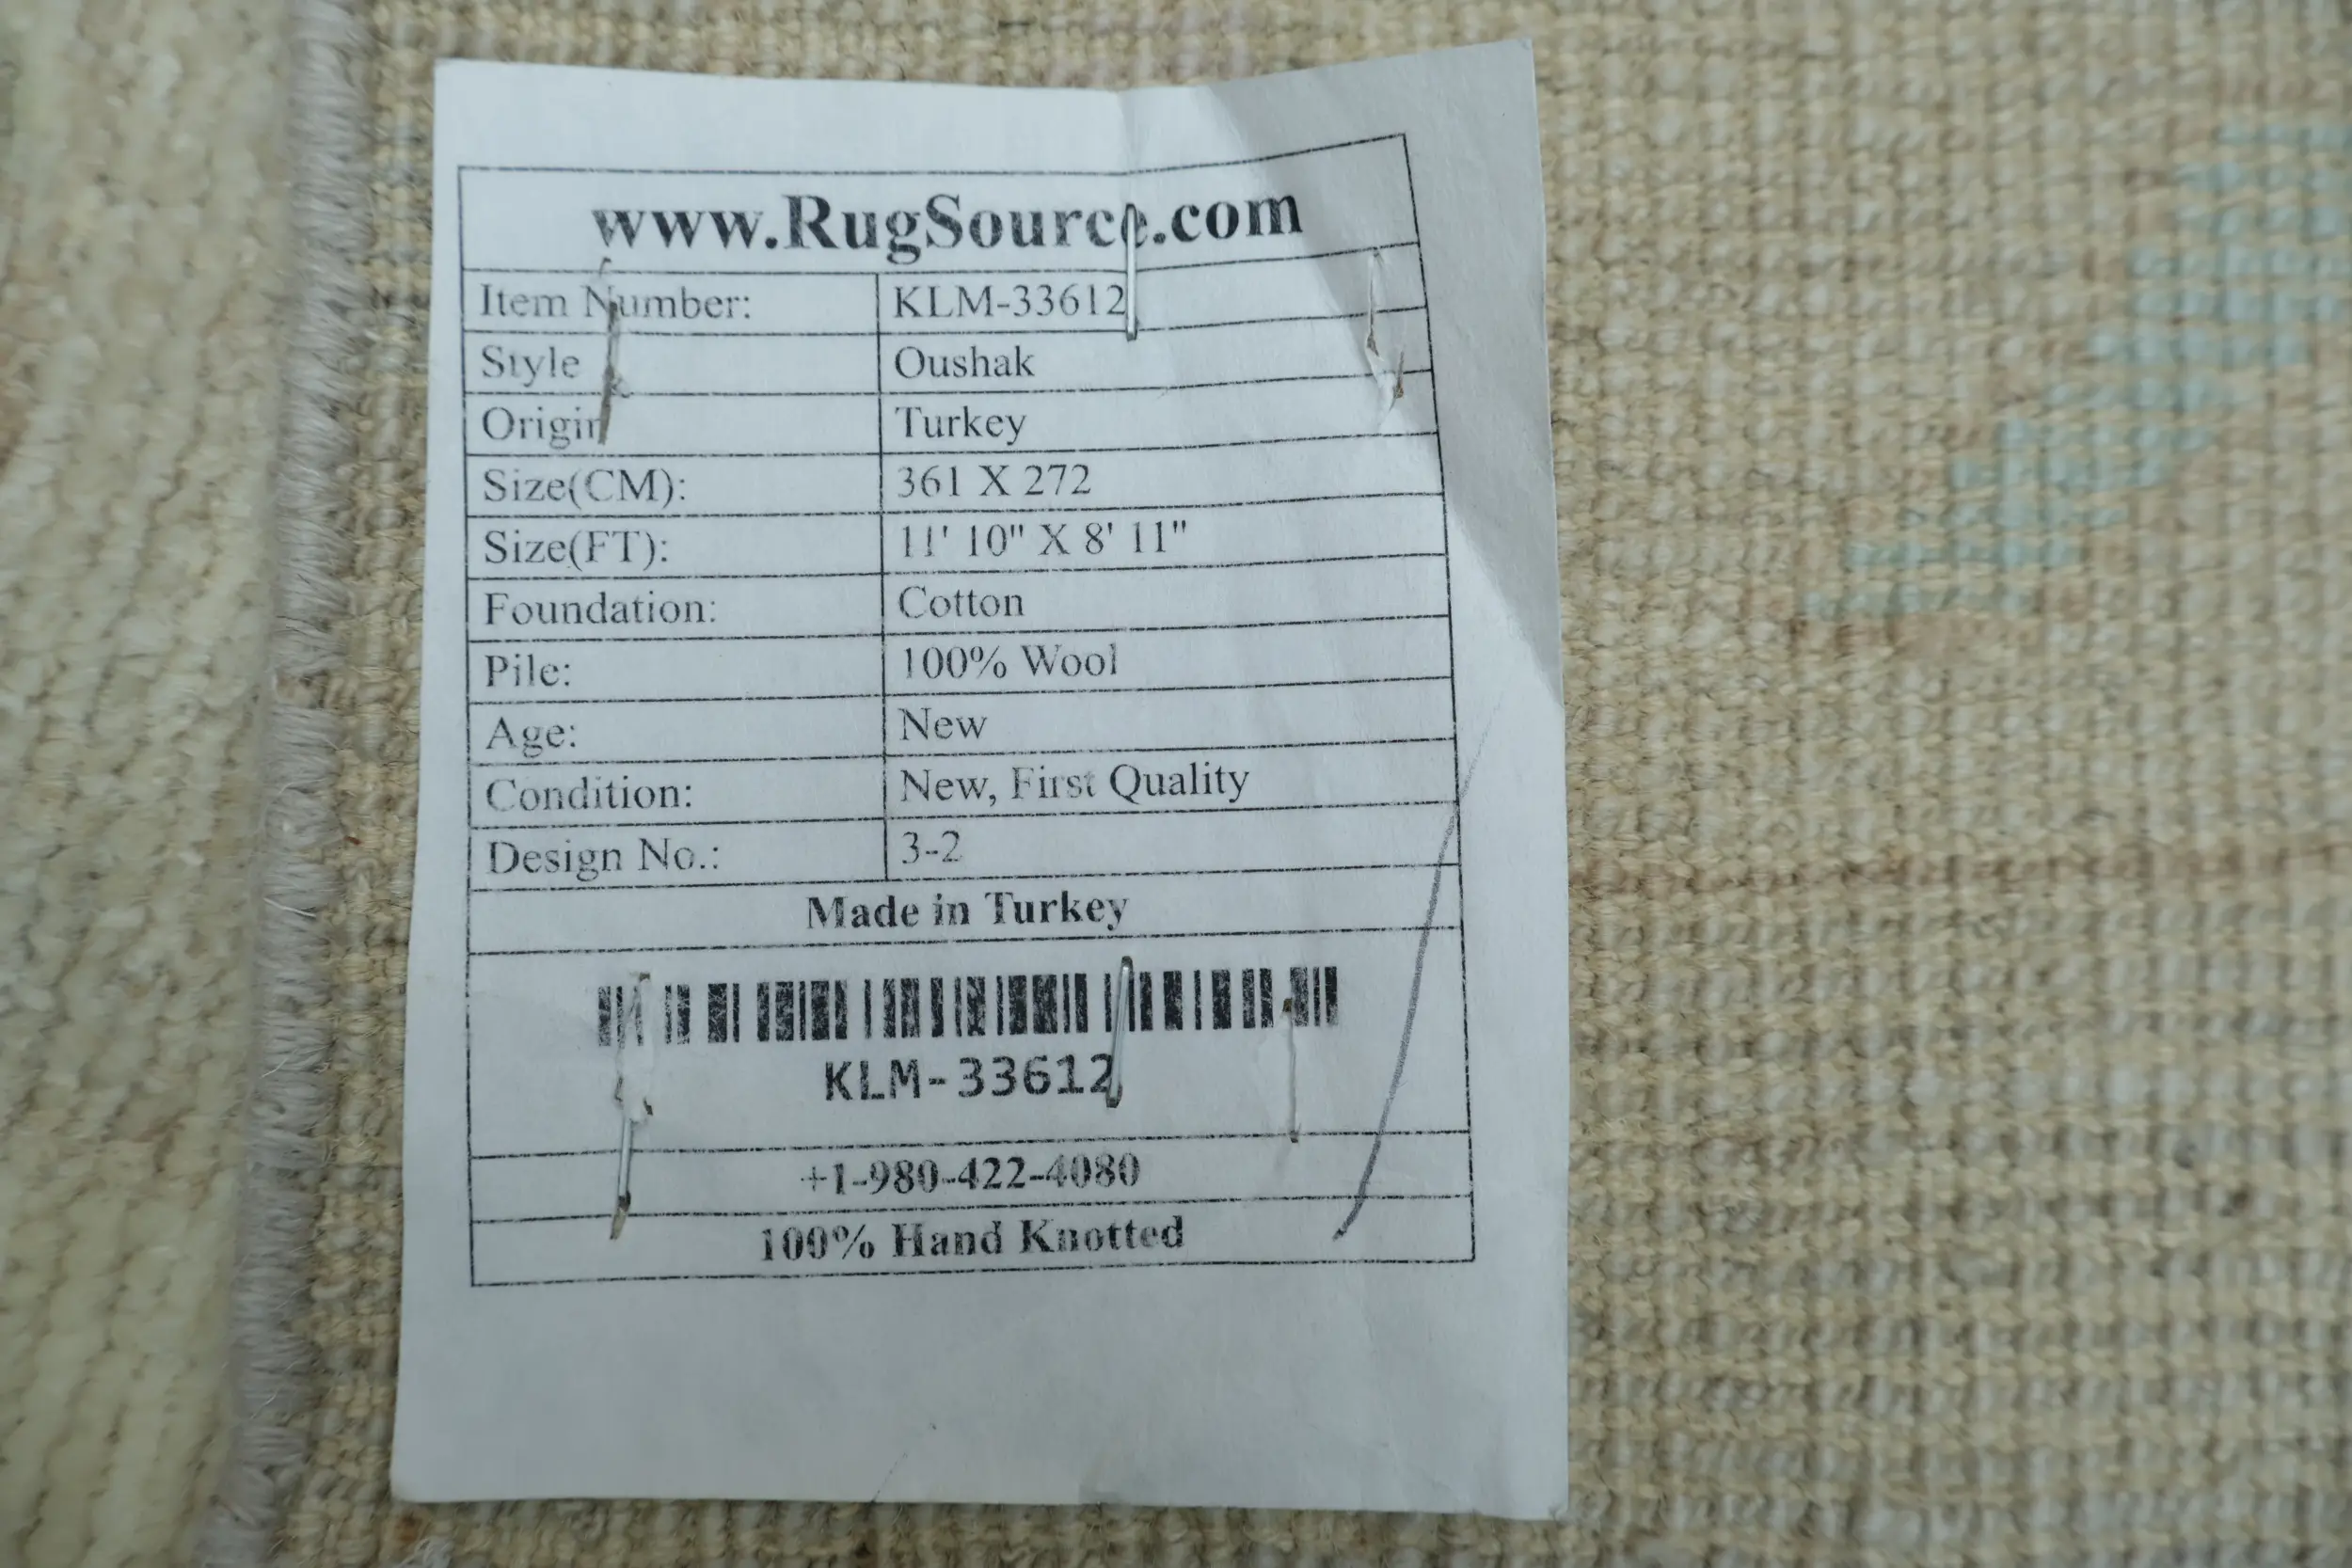 www.RugSource.com
Item Number: KLM-33612
Style Oushak
Origin Turkey
Size(CM): 361 X 272
Size(FT): 11' 10" X 8' 11"
Foundation: Cotton
Pile: 100% Wool
Age: New
Condition: New, First Quality
Design No.: 3-2
Made in Turkey
KLM-33612
+1-980-422-4080
100% Hand Knotted